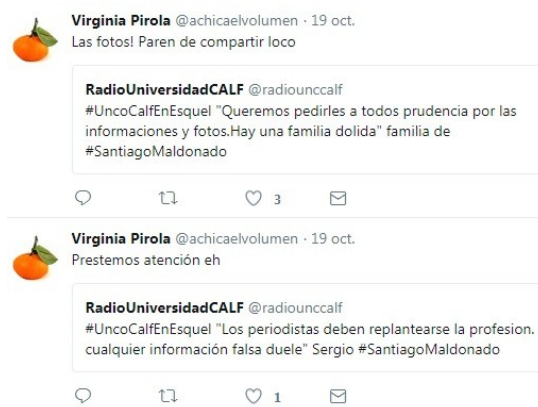 Virginia Pirola @achicaelvolumen · 19 oct.
Las fotos! Paren de compartir loco
RadioUniversidadCALF @radiounccalf
#UncoCalfEnEsquel "Queremos pedirles a todos prudencia por las
informaciones y fotos.Hay una familia dolida" familia de
#SantiagoMaldonado
3
Virginia Pirola @achicaelvolumen · 19 oct.
Prestemos atención eh
RadioUniversidadCALF @radiounccalf
#UncoCalfEnEsquel "Los periodistas deben replantearse la profesion.
cualquier información falsa duele" Sergio #SantiagoMaldonado
1